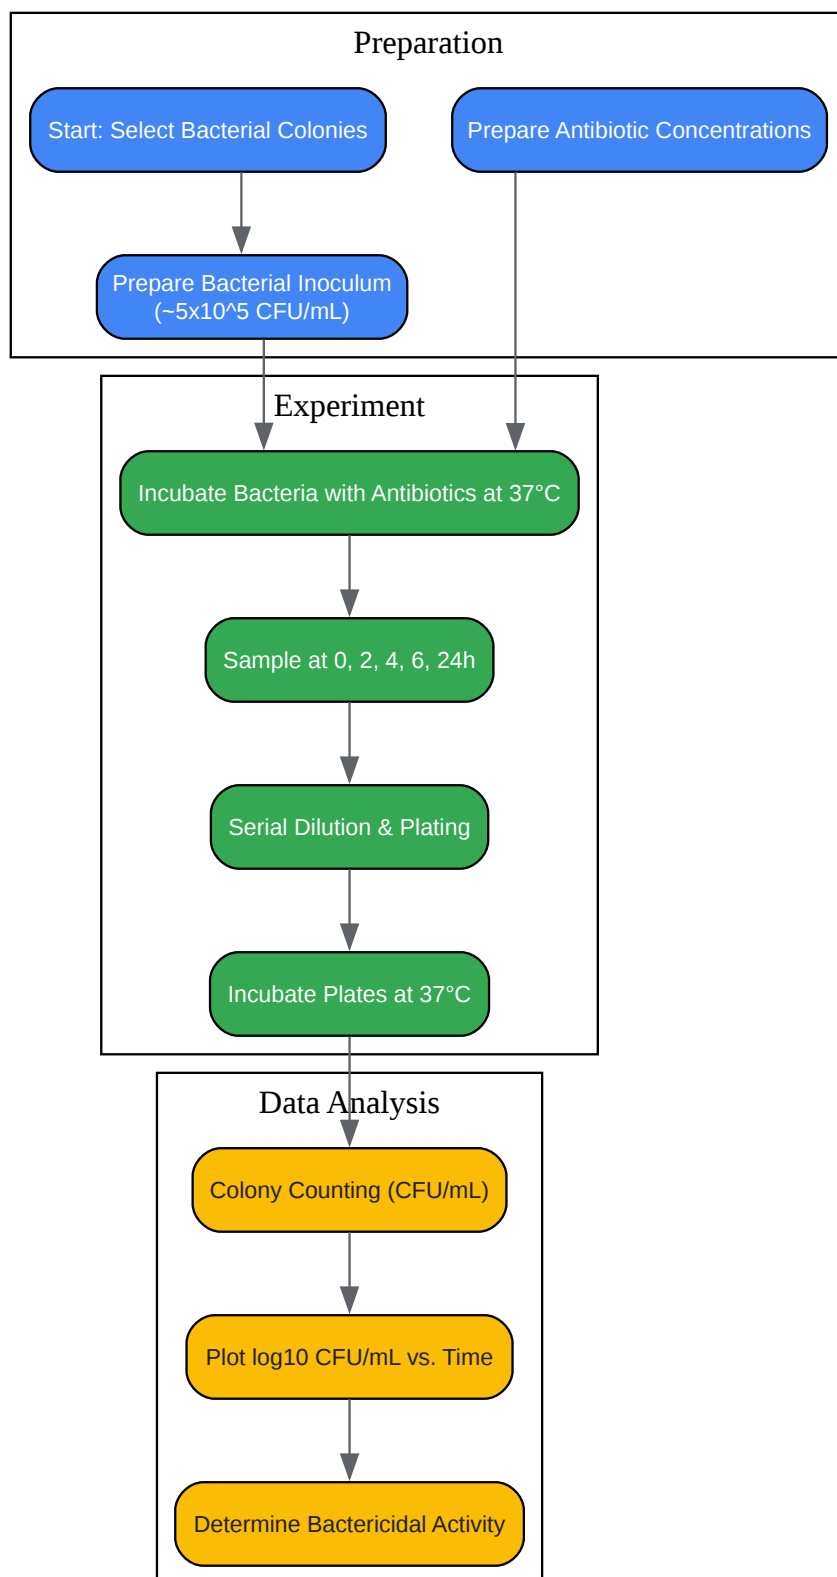 Preparation
Start: Select Bacterial Colonies
Prepare Antibiotic Concentrations
Prepare Bacterial Inoculum
(~5x10^5 CFU/mL)
Experiment
Incubate Bacteria with Antibiotics at 37°C
Sample at 0, 2, 4, 6, 24h
Serial Dilution & Plating
Incubate Plates at 37°C
Data Analysis
Colony Counting (CFU/mL)
Plot log10 CFU/mL vs. Time
Determine Bactericidal Activity